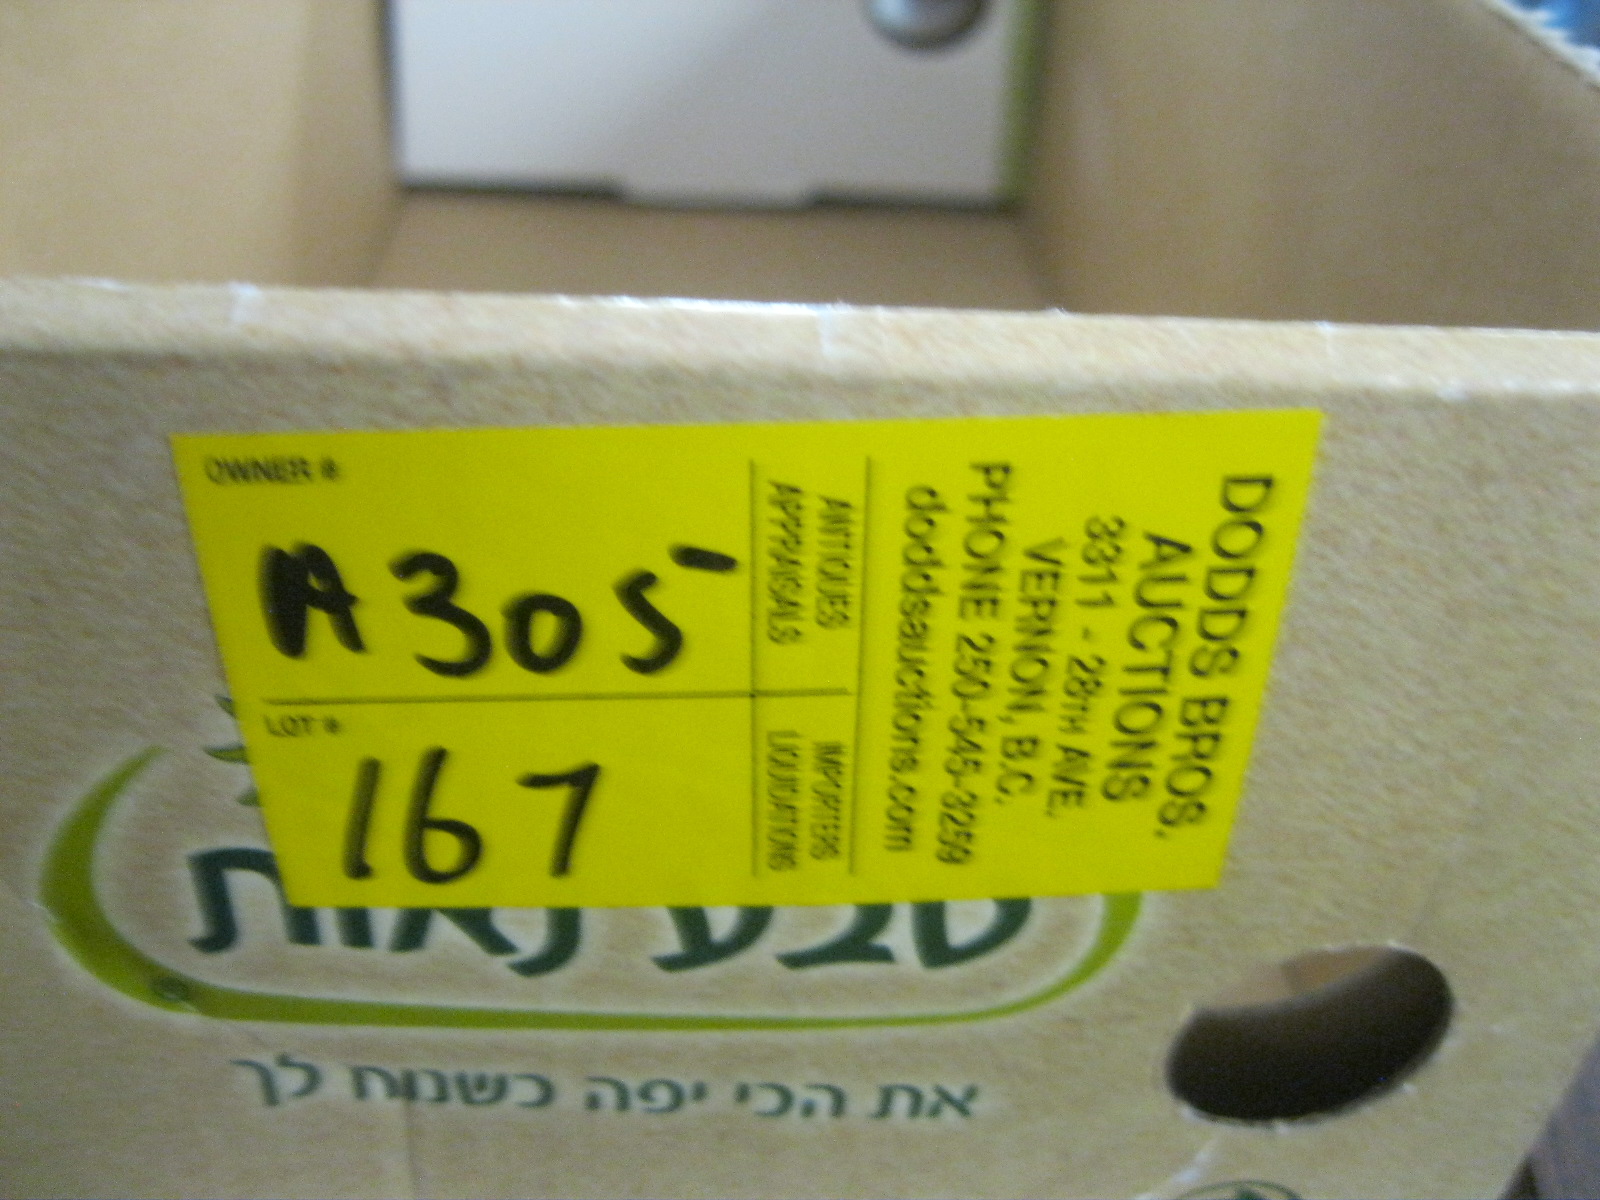 OWNER #
A305
LOT #
167
ANTIQUES
APPRAISALS
IMPORTERS
LIQUIDATIONS
DODDS BROS.
AUCTIONS
3311 - 28TH AVE.
VERNON, B.C.
PHONE 250-545-3259
doddsauctions.com
טבע נאות
את הכי יפה כשנוח לך